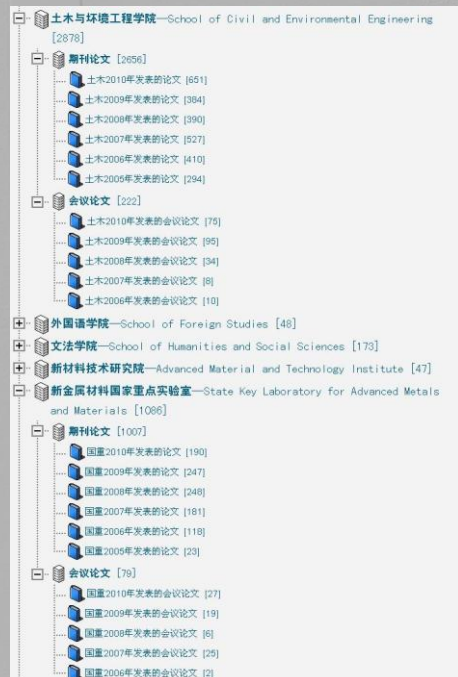 土木与环境工程学院—School of Civil and Environmental Engineering
[2878]
期刊论文 [2656]
土木2010年发表的论文 [651]
土木2009年发表的论文 [384]
土木2008年发表的论文 [390]
土木2007年发表的论文 [527]
土木2006年发表的论文 [410]
土木2005年发表的论文 [294]
会议论文 [222]
土木2010年发表的会议论文 [75]
土木2009年发表的会议论文 [95]
土木2008年发表的会议论文 [34]
土木2007年发表的会议论文 [8]
土木2006年发表的会议论文 [10]
外国语学院—School of Foreign Studies [48]
文法学院—School of Humanities and Social Sciences [173]
新材料技术研究院—Advanced Material and Technology Institute [47]
新金属材料国家重点实验室—State Key Laboratory for Advanced Metals
and Materials [1086]
期刊论文 [1007]
国重2010年发表的论文 [190]
国重2009年发表的论文 [247]
国重2008年发表的论文 [248]
国重2007年发表的论文 [181]
国重2006年发表的论文 [118]
国重2005年发表的论文 [23]
会议论文 [79]
国重2010年发表的会议论文 [27]
国重2009年发表的会议论文 [19]
国重2008年发表的会议论文 [6]
国重2007年发表的会议论文 [25]
国重2006年发表的会议论文 [2]